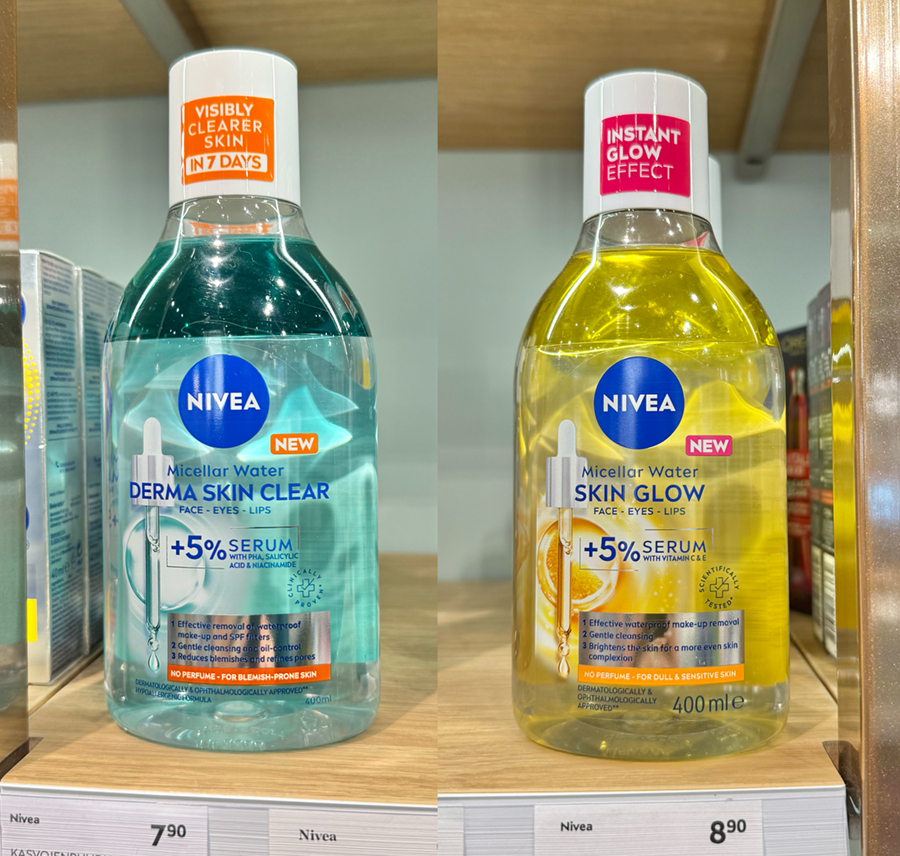 VISIBLY
CLEARER
SKIN
IN 7 DAYS
NIVEA
NEW
Micellar Water
DERMA SKIN CLEAR
FACE - EYES - LIPS
+5% SERUM
WITH PHA, SALICYLIC
ACID & NIACINAMIDE
CLINICALLY
PROVEN*
1 Effective removal of waterproof
make-up and SPF filters
2 Gentle cleansing and oil-control
3 Reduces blemishes and refines pores
NO PERFUME - FOR BLEMISH-PRONE SKIN
DERMATOLOGICALLY & OPHTHALMOLOGICALLY APPROVED**
HYPOALLERGENIC FORMULA
400ml
Nivea
790
Nivea
INSTANT
GLOW
EFFECT
NIVEA
NEW
Micellar Water
SKIN GLOW
FACE - EYES - LIPS
+5% SERUM
WITH VITAMIN C & E
SCIENTIFICALLY
TESTED*
1 Effective waterproof make-up removal
2 Gentle cleansing
3 Brightens the skin for a more even skin
complexion
NO PERFUME - FOR DULL & SENSITIVE SKIN
DERMATOLOGICALLY &
OPHTHALMOLOGICALLY
APPROVED**
400 ml e
Nivea
890